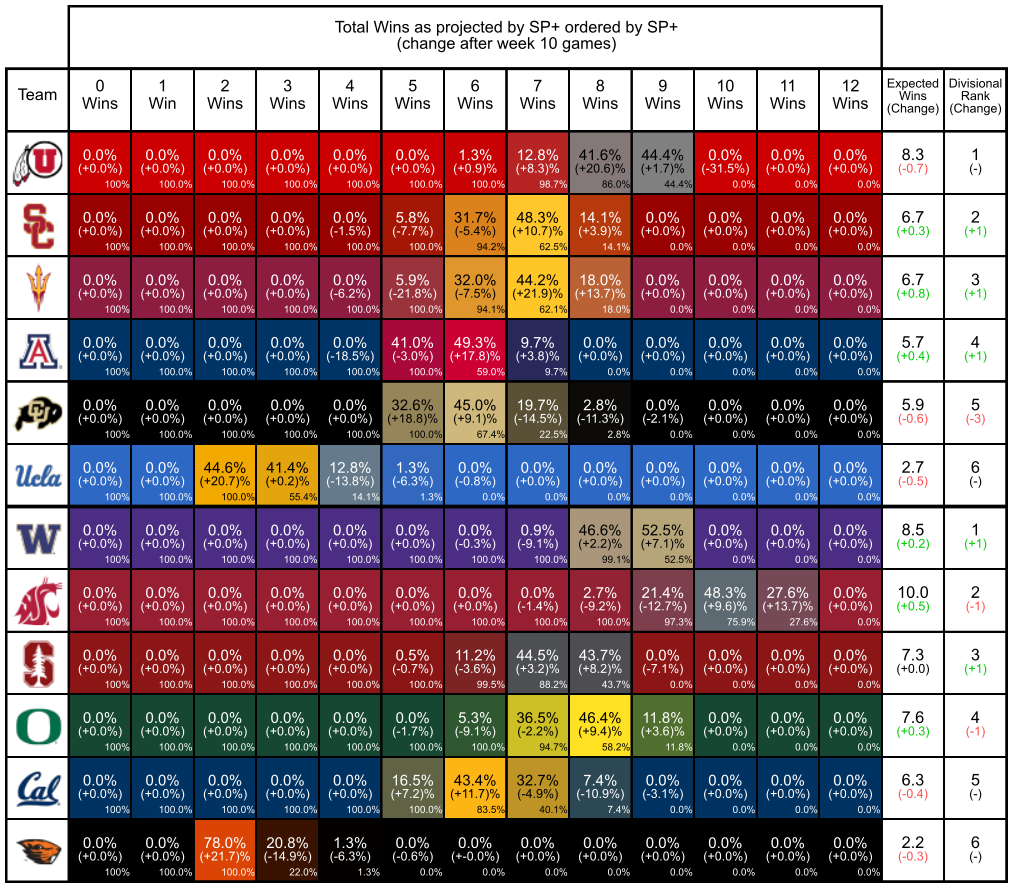 Total Wins as projected by SP+ ordered by SP+
(change after week 10 games)
Team 0 Wins 1 Win 2 Wins 3 Wins 4 Wins 5 Wins 6 Wins 7 Wins 8 Wins 9 Wins 10 Wins 11 Wins 12 Wins Expected Wins (Change) Divisional Rank (Change)
U 0.0% 0.0% 0.0% 0.0% 0.0% 0.0% 1.3% 12.8% 41.6% 44.4% 0.0% 0.0% 0.0% 8.3 1
(+0.0%) (+0.0%) (+0.0%) (+0.0%) (+0.0%) (+0.0%) (+0.9)% (+8.3)% (+20.6)% (+1.7)% (-31.5%) (+0.0%) (+0.0%) (-0.7) (-)
100% 100.0% 100.0% 100.0% 100.0% 100.0% 100.0% 98.7% 86.0% 44.4% 0.0% 0.0% 0.0%
SC 0.0% 0.0% 0.0% 0.0% 0.0% 5.8% 31.7% 48.3% 14.1% 0.0% 0.0% 0.0% 0.0% 6.7 2
(+0.0%) (+0.0%) (+0.0%) (+0.0%) (-1.5%) (-7.7%) (-5.4%) (+10.7)% (+3.9)% (+0.0%) (+0.0%) (+0.0%) (+0.0%) (+0.3) (+1)
100% 100.0% 100.0% 100.0% 100.0% 100.0% 94.2% 62.5% 14.1% 0.0% 0.0% 0.0% 0.0%
0.0% 0.0% 0.0% 0.0% 0.0% 5.9% 32.0% 44.2% 18.0% 0.0% 0.0% 0.0% 0.0% 6.7 3
(+0.0%) (+0.0%) (+0.0%) (+0.0%) (-6.2%) (-21.8%) (-7.5%) (+21.9)% (+13.7)% (+0.0%) (+0.0%) (+0.0%) (+0.0%) (+0.8) (+1)
100% 100.0% 100.0% 100.0% 100.0% 100.0% 94.1% 62.1% 18.0% 0.0% 0.0% 0.0% 0.0%
A 0.0% 0.0% 0.0% 0.0% 0.0% 41.0% 49.3% 9.7% 0.0% 0.0% 0.0% 0.0% 0.0% 5.7 4
(+0.0%) (+0.0%) (+0.0%) (+0.0%) (-18.5%) (-3.0%) (+17.8)% (+3.8)% (+0.0%) (+0.0%) (+0.0%) (+0.0%) (+0.0%) (+0.4) (+1)
100% 100.0% 100.0% 100.0% 100.0% 100.0% 59.0% 9.7% 0.0% 0.0% 0.0% 0.0% 0.0%
CU 0.0% 0.0% 0.0% 0.0% 0.0% 32.6% 45.0% 19.7% 2.8% 0.0% 0.0% 0.0% 0.0% 5.9 5
(+0.0%) (+0.0%) (+0.0%) (+0.0%) (+0.0%) (+18.8)% (+9.1)% (-14.5%) (-11.3%) (-2.1%) (+0.0%) (+0.0%) (+0.0%) (-0.6) (-3)
100% 100.0% 100.0% 100.0% 100.0% 100.0% 67.4% 22.5% 2.8% 0.0% 0.0% 0.0% 0.0%
Ucla 0.0% 0.0% 44.6% 41.4% 12.8% 1.3% 0.0% 0.0% 0.0% 0.0% 0.0% 0.0% 0.0% 2.7 6
(+0.0%) (+0.0%) (+20.7)% (+0.2)% (-13.8%) (-6.3%) (-0.8%) (+0.0%) (+0.0%) (+0.0%) (+0.0%) (+0.0%) (+0.0%) (-0.5) (-)
100% 100.0% 100.0% 55.4% 14.1% 1.3% 0.0% 0.0% 0.0% 0.0% 0.0% 0.0% 0.0%
W 0.0% 0.0% 0.0% 0.0% 0.0% 0.0% 0.0% 0.9% 46.6% 52.5% 0.0% 0.0% 0.0% 8.5 1
(+0.0%) (+0.0%) (+0.0%) (+0.0%) (+0.0%) (+0.0%) (-0.3%) (-9.1%) (+2.2)% (+7.1)% (+0.0%) (+0.0%) (+0.0%) (+0.2) (+1)
100% 100.0% 100.0% 100.0% 100.0% 100.0% 100.0% 100.0% 99.1% 52.5% 0.0% 0.0% 0.0%
0.0% 0.0% 0.0% 0.0% 0.0% 0.0% 0.0% 0.0% 2.7% 21.4% 48.3% 27.6% 0.0% 10.0 2
(+0.0%) (+0.0%) (+0.0%) (+0.0%) (+0.0%) (+0.0%) (+0.0%) (-1.4%) (-9.2%) (-12.7%) (+9.6)% (+13.7)% (+0.0%) (+0.5) (-1)
100% 100.0% 100.0% 100.0% 100.0% 100.0% 100.0% 100.0% 100.0% 97.3% 75.9% 27.6% 0.0%
S 0.0% 0.0% 0.0% 0.0% 0.0% 0.5% 11.2% 44.5% 43.7% 0.0% 0.0% 0.0% 0.0% 7.3 3
(+0.0%) (+0.0%) (+0.0%) (+0.0%) (+0.0%) (-0.7%) (-3.6%) (+3.2)% (+8.2)% (-7.1%) (+0.0%) (+0.0%) (+0.0%) (+0.0) (+1)
100% 100.0% 100.0% 100.0% 100.0% 100.0% 99.5% 88.2% 43.7% 0.0% 0.0% 0.0% 0.0%
O 0.0% 0.0% 0.0% 0.0% 0.0% 0.0% 5.3% 36.5% 46.4% 11.8% 0.0% 0.0% 0.0% 7.6 4
(+0.0%) (+0.0%) (+0.0%) (+0.0%) (+0.0%) (-1.7%) (-9.1%) (-2.2%) (+9.4)% (+3.6)% (+0.0%) (+0.0%) (+0.0%) (+0.3) (-1)
100% 100.0% 100.0% 100.0% 100.0% 100.0% 100.0% 94.7% 58.2% 11.8% 0.0% 0.0% 0.0%
Cal 0.0% 0.0% 0.0% 0.0% 0.0% 16.5% 43.4% 32.7% 7.4% 0.0% 0.0% 0.0% 0.0% 6.3 5
(+0.0%) (+0.0%) (+0.0%) (+0.0%) (+0.0%) (+7.2)% (+11.7)% (-4.9%) (-10.9%) (-3.1%) (+0.0%) (+0.0%) (+0.0%) (-0.4) (-)
100% 100.0% 100.0% 100.0% 100.0% 100.0% 83.5% 40.1% 7.4% 0.0% 0.0% 0.0% 0.0%
0.0% 0.0% 78.0% 20.8% 1.3% 0.0% 0.0% 0.0% 0.0% 0.0% 0.0% 0.0% 0.0% 2.2 6
(+0.0%) (+0.0%) (+21.7)% (-14.9%) (-6.3%) (-0.6%) (+-0.0%) (+0.0%) (+0.0%) (+0.0%) (+0.0%) (+0.0%) (+0.0%) (-0.3) (-)
100% 100.0% 100.0% 22.0% 1.3% 0.0% 0.0% 0.0% 0.0% 0.0% 0.0% 0.0% 0.0%